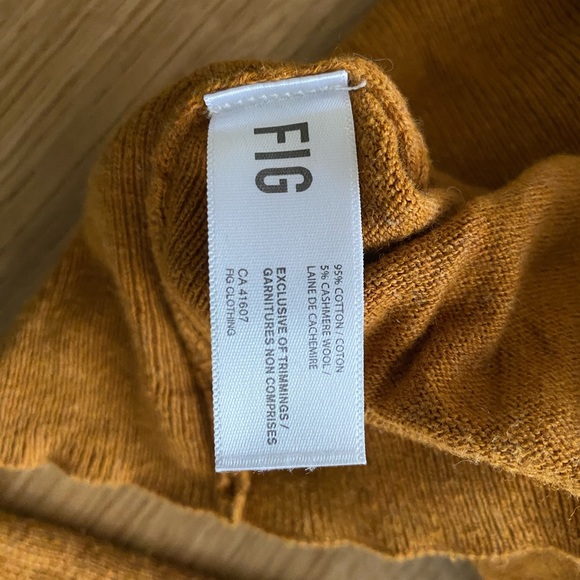 FIG
95% COTTON / COTON
5% CASHMERE WOOL /
LAINE DE CACHEMIRE
EXCLUSIVE OF TRIMMINGS /
GARNITURES NON COMPRISES
CA 41607
FIG CLOTHING